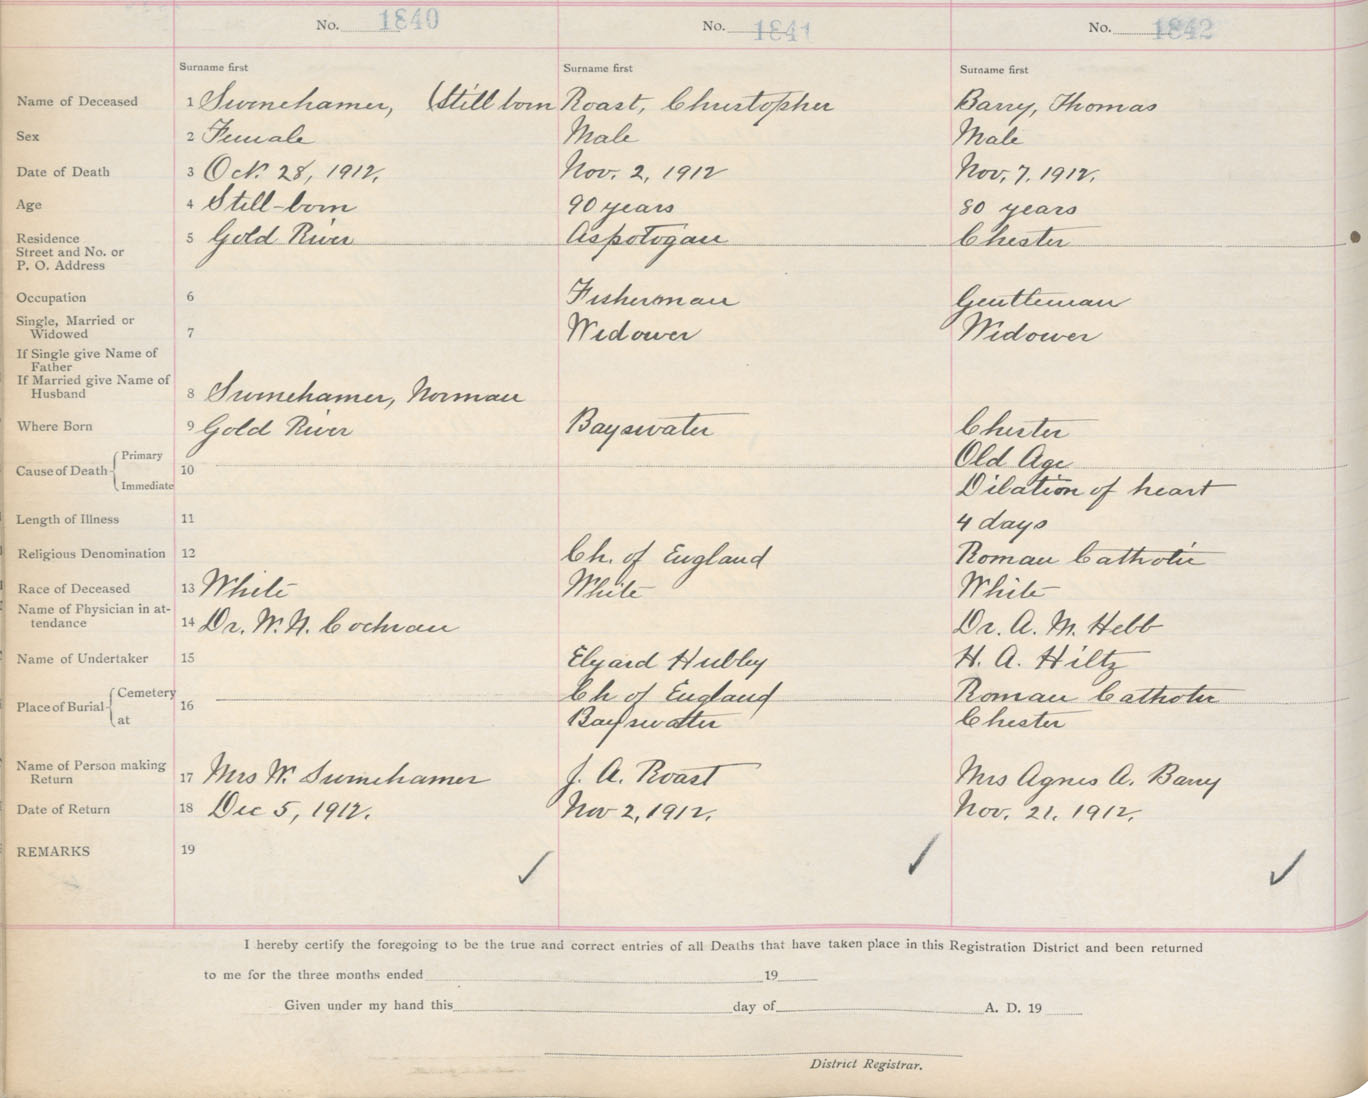 No. 1840 No. 1841 No. 1842
Surname first Surname first Surname first
Name of Deceased 1 Swinehamer, (Still born Roast, Christopher Barry, Thomas
Sex 2 Female Male Male
Date of Death 3 Oct. 28, 1912. Nov. 2, 1912 Nov. 7. 1912.
Age 4 Still-born 90 years 80 years
Residence 5 Gold River Aspotogan Chester
Street and No. or
P. O. Address
Occupation 6 Fisherman Gentleman
Single, Married or
Widowed 7 Widower Widower
If Single give Name of
Father
If Married give Name of
Husband 8 Swinehamer, Norman
Where Born 9 Gold River Bayswater Chester
Cause of Death Primary 10 Old Age
Immediate Dilation of heart
Length of Illness 11 4 days
Religious Denomination 12 Ch. of England Roman Catholic
Race of Deceased 13 White White White
Name of Physician in at-
tendance 14 Dr. W. N. Cochran Dr. A. M. Hebb
Name of Undertaker 15 Elyard Hubley H. A. Hiltz
Place of Burial Cemetery 16 Ch of England Roman Catholic
at Bayswater Chester
Name of Person making
Return 17 Mrs W. Swinehamer J. A. Roast Mrs Agnes A. Barry
Date of Return 18 Dec 5, 1912. Nov 2, 1912. Nov. 21. 1912.
REMARKS 19
I hereby certify the foregoing to be the true and correct entries of all Deaths that have taken place in this Registration District and been returned
to me for the three months ended 19
Given under my hand this day of A. D. 19
District Registrar.